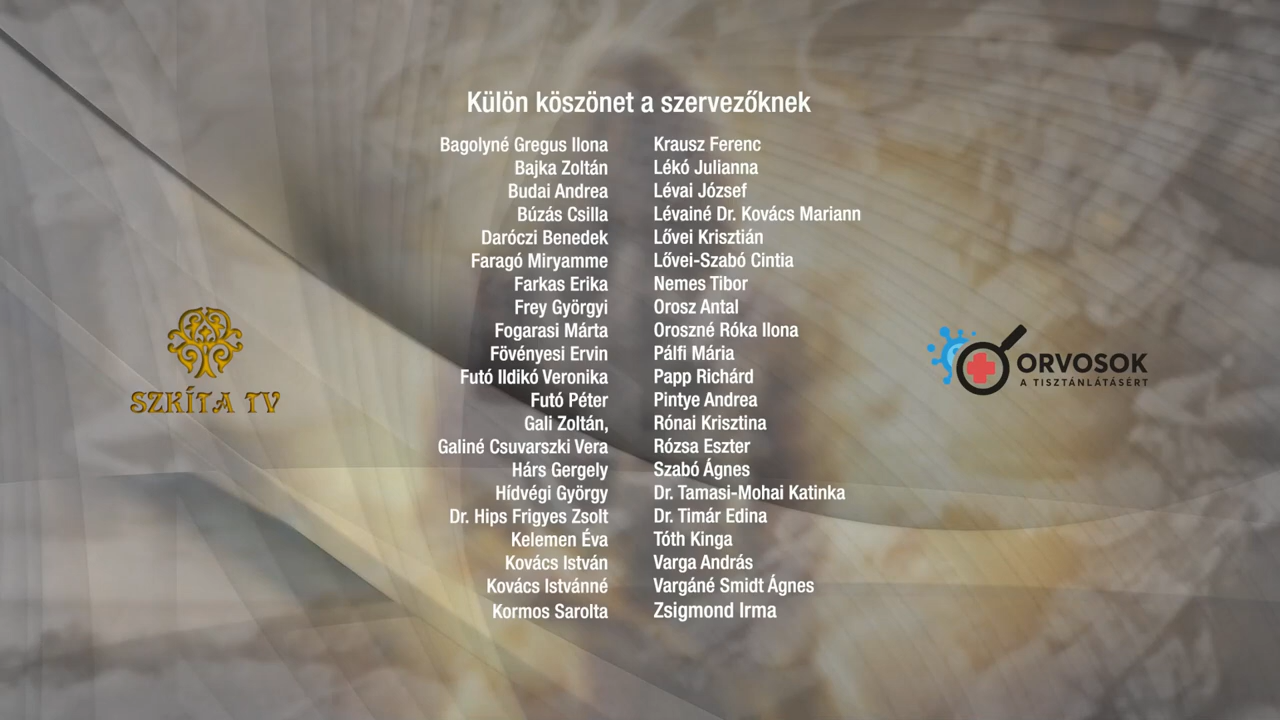 Külön köszönet a szervezőknek
Bagolyné Gregus Ilona
Bajka Zoltán
Budai Andrea
Búzás Csilla
Daróczi Benedek
Faragó Miryamme
Farkas Erika
Frey Györgyi
Fogarasi Márta
Fövényesi Ervin
Futó Ildikó Veronika
Futó Péter
Gali Zoltán,
Galiné Csuvarszki Vera
Hárs Gergely
Hídvégi György
Dr. Hips Frigyes Zsolt
Kelemen Éva
Kovács István
Kovács Istvánné
Kormos Sarolta
Krausz Ferenc
Lékó Julianna
Lévai József
Lévainé Dr. Kovács Mariann
Lővei Krisztián
Lővei-Szabó Cintia
Nemes Tibor
Orosz Antal
Oroszné Róka Ilona
Pálfi Mária
Papp Richárd
Pintye Andrea
Rónai Krisztina
Rózsa Eszter
Szabó Ágnes
Dr. Tamasi-Mohai Katinka
Dr. Timár Edina
Tóth Kinga
Varga András
Vargáné Smidt Ágnes
Zsigmond Irma
SZKÍTA TV
ORVOSOK
A TISZTÁNLÁTÁSÉRT